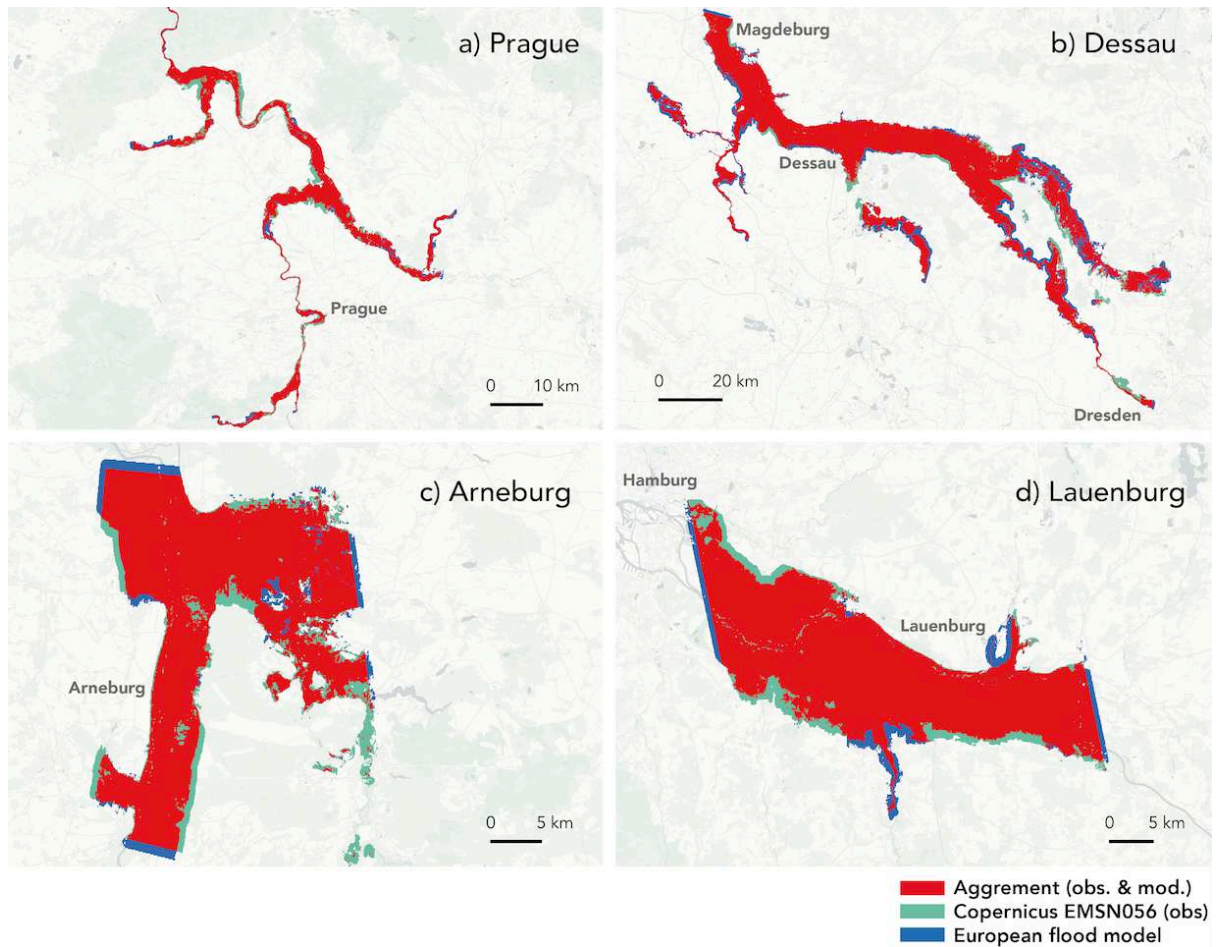 a) Prague
Prague
0 10 km
b) Dessau
Magdeburg
Dessau
0 20 km
Dresden
c) Arneburg
Arneburg
0 5 km
d) Lauenburg
Hamburg
Lauenburg
0 5 km
Aggrement (obs. & mod.)
Copernicus EMSN056 (obs)
European flood model